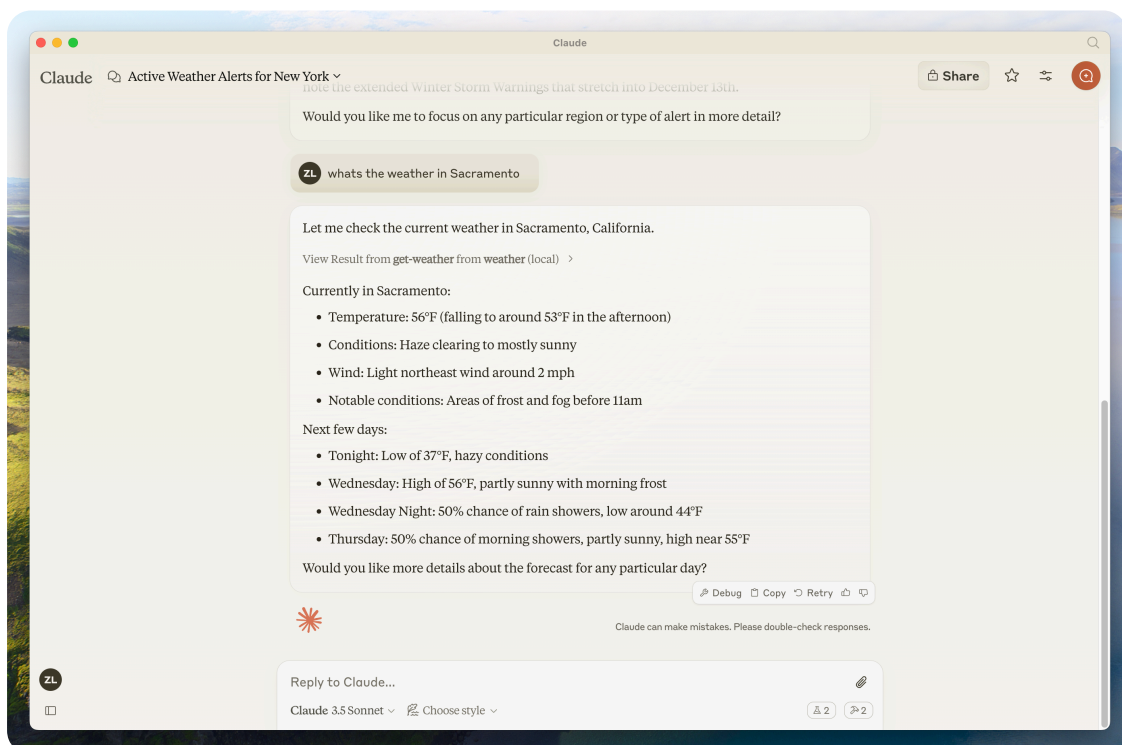 Claude
Claude
Active Weather Alerts for New York
Share
note the extended Winter Storm Warnings that stretch into December 13th.
Would you like me to focus on any particular region or type of alert in more detail?
ZL
whats the weather in Sacramento
Let me check the current weather in Sacramento, California.
View Result from get-weather from weather (local)
Currently in Sacramento:
• Temperature: 56°F (falling to around 53°F in the afternoon)
• Conditions: Haze clearing to mostly sunny
• Wind: Light northeast wind around 2 mph
• Notable conditions: Areas of frost and fog before 11am
Next few days:
• Tonight: Low of 37°F, hazy conditions
• Wednesday: High of 56°F, partly sunny with morning frost
• Wednesday Night: 50% chance of rain showers, low around 44°F
• Thursday: 50% chance of morning showers, partly sunny, high near 55°F
Would you like more details about the forecast for any particular day?
Debug Copy Retry
Claude can make mistakes. Please double-check responses.
ZL
Reply to Claude...
Claude 3.5 Sonnet Choose style 2 2